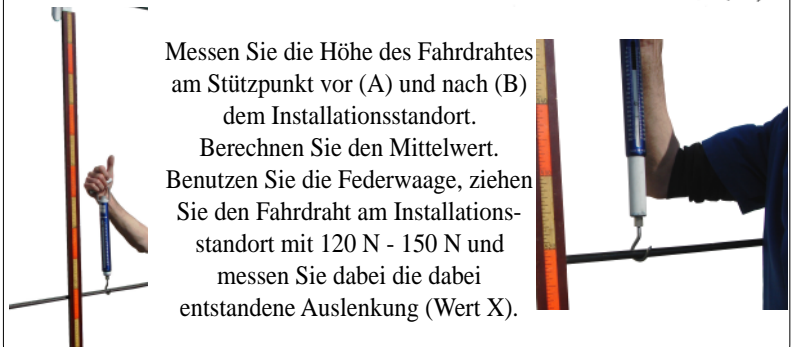 Messen Sie die Höhe des Fahrdrahtes
am Stützpunkt vor (A) und nach (B)
dem Installationsstandort.
Berechnen Sie den Mittelwert.
Benutzen Sie die Federwaage, ziehen
Sie den Fahrdraht am Installations-
standort mit 120 N - 150 N und
messen Sie dabei die dabei
entstandene Auslenkung (Wert X).